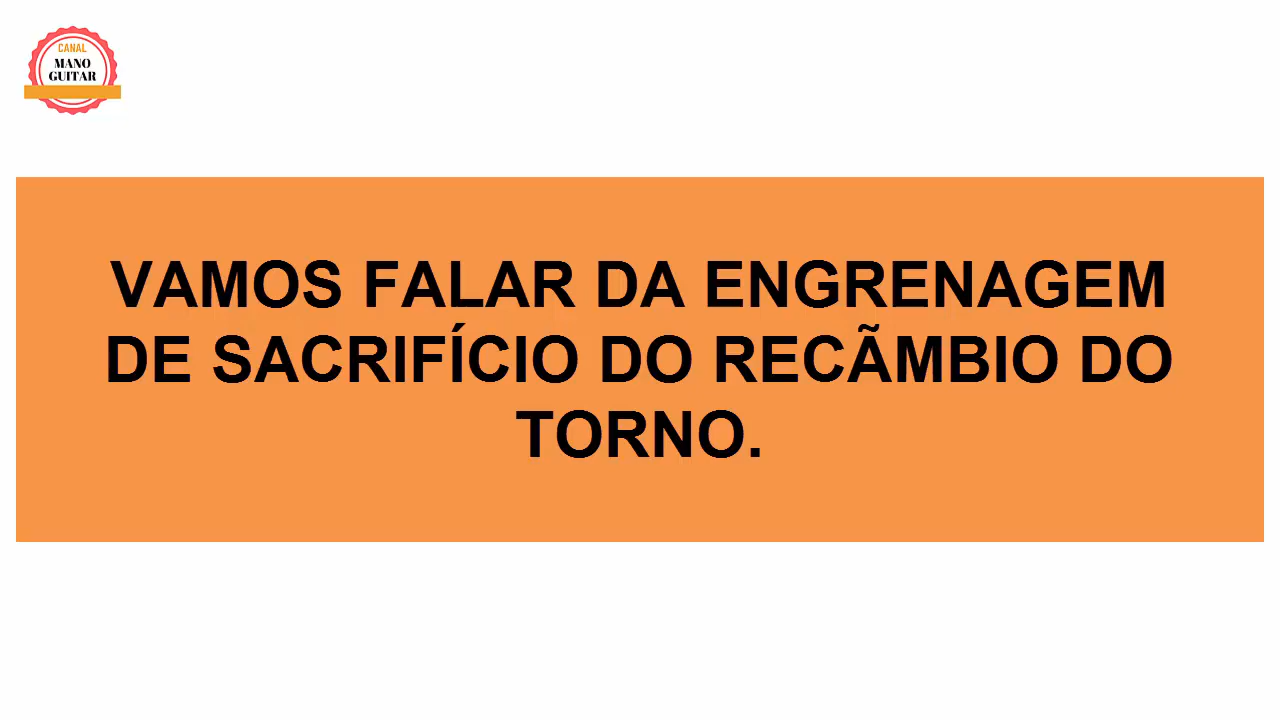 CANAL
MANO
GUITAR
VAMOS FALAR DA ENGRENAGEM
DE SACRIFÍCIO DO RECÃMBIO DO
TORNO.